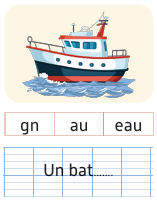 gn au eau
Un bat.......